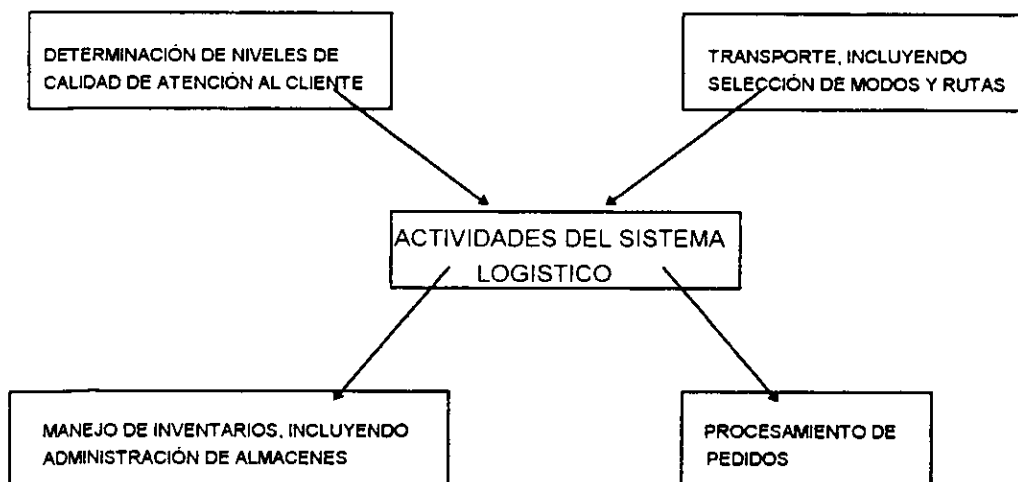 DETERMINACIÓN DE NIVELES DE
CALIDAD DE ATENCIÓN AL CLIENTE
TRANSPORTE, INCLUYENDO
SELECCIÓN DE MODOS Y RUTAS
ACTIVIDADES DEL SISTEMA
LOGISTICO
MANEJO DE INVENTARIOS, INCLUYENDO
ADMINISTRACIÓN DE ALMACENES
PROCESAMIENTO DE
PEDIDOS